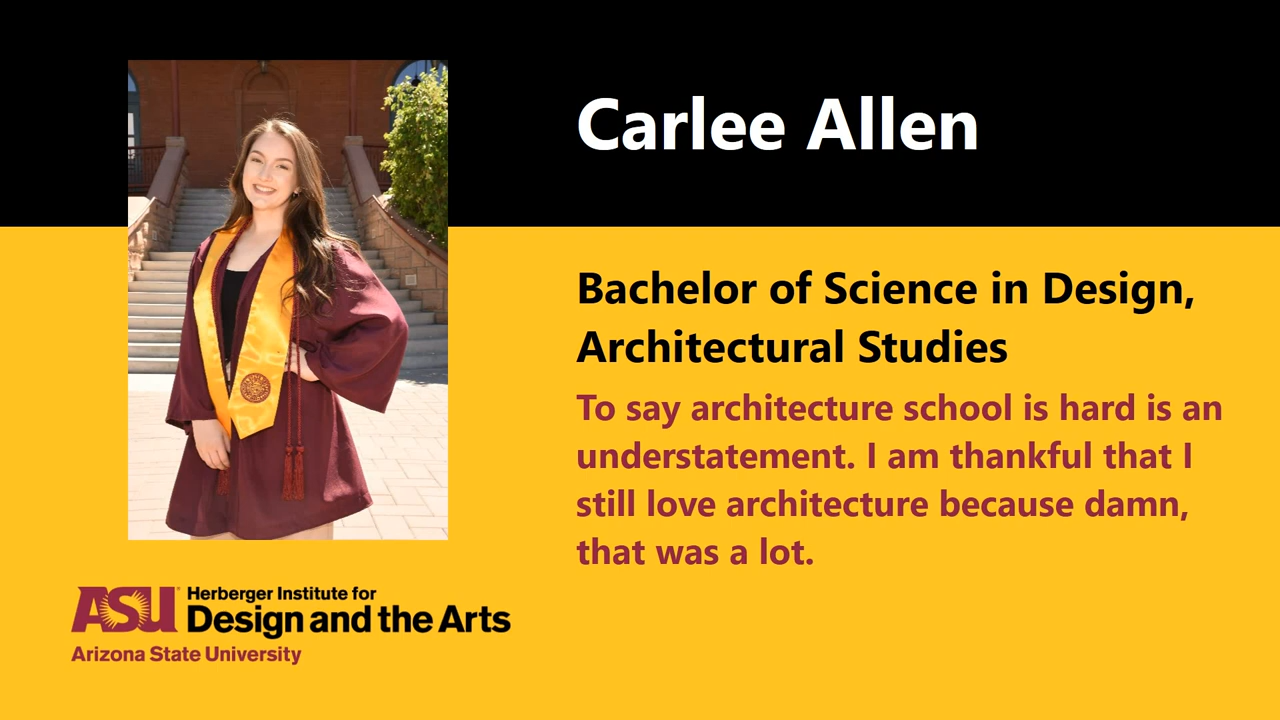 Carlee Allen
Bachelor of Science in Design,
Architectural Studies
To say architecture school is hard is an
understatement. I am thankful that I
still love architecture because damn,
that was a lot.
ASU Herberger Institute for
Design and the Arts
Arizona State University